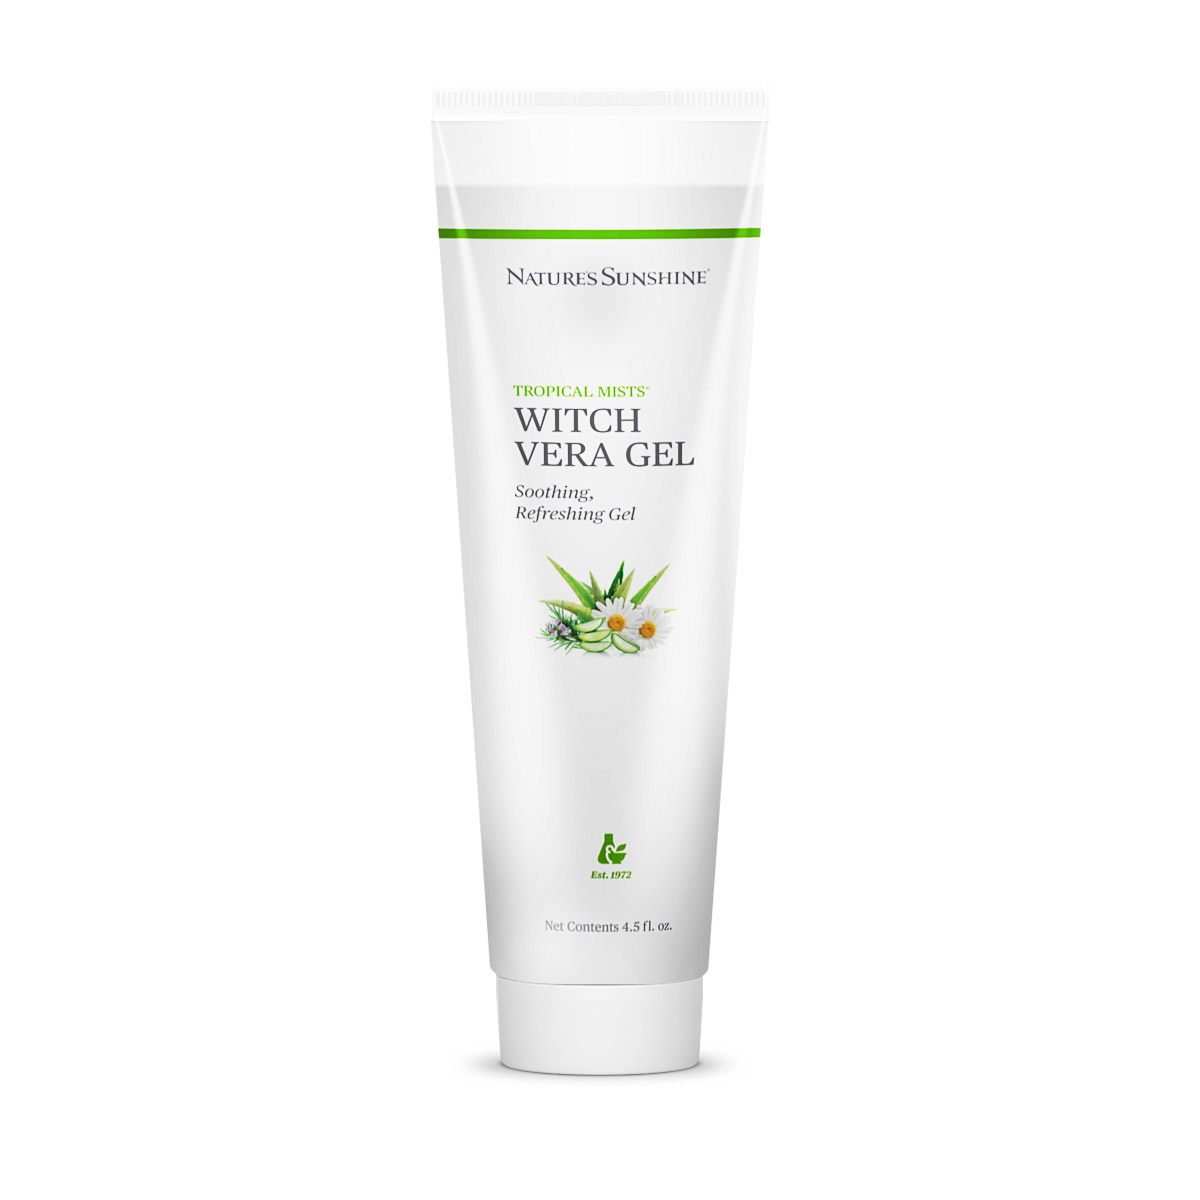 NATURE'S SUNSHINE®
TROPICAL MISTS®
WITCH
VERA GEL
Soothing,
Refreshing Gel
Est. 1972
Net Contents 4.5 fl. oz.